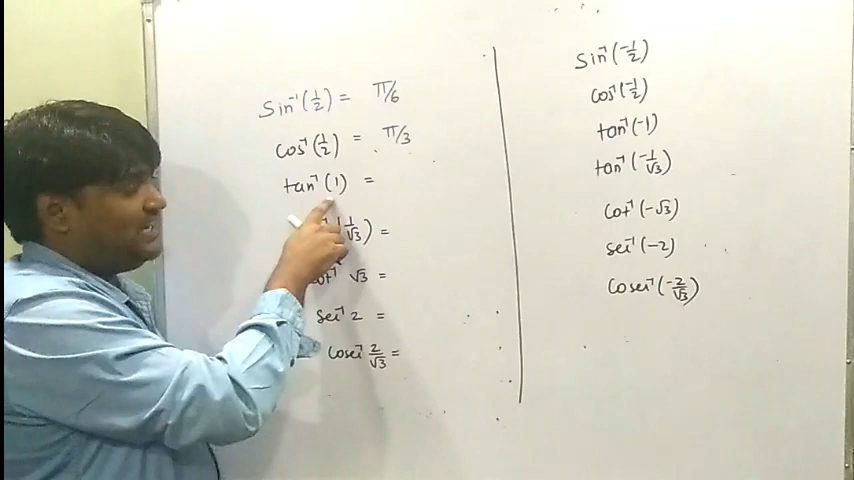 Sin⁻¹(1/2) = π/6
cos⁻¹(1/2) = π/3
tan⁻¹(1) =
(1/√3) =
cot⁻¹ √3 =
sec⁻¹ 2 =
cosec⁻¹ 2/√3 =
Sin⁻¹(-1/2)
cos⁻¹(-1/2)
tan⁻¹(-1)
tan⁻¹(-1/√3)
cot⁻¹(-√3)
sec⁻¹(-2)
cosec⁻¹(-2/√3)